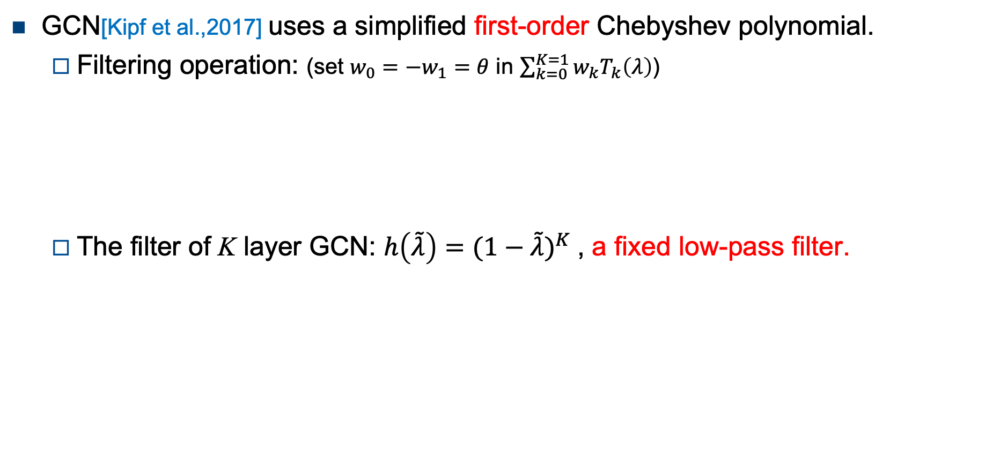 ■ GCN[Kipf et al.,2017] uses a simplified first-order Chebyshev polynomial.
□ Filtering operation: (set $w_0 = -w_1 = \theta$ in $\sum_{k=0}^{K=1} w_k T_k(\lambda)$)
□ The filter of $K$ layer GCN: $h(\tilde{\lambda}) = (1 - \tilde{\lambda})^K$ , a fixed low-pass filter.